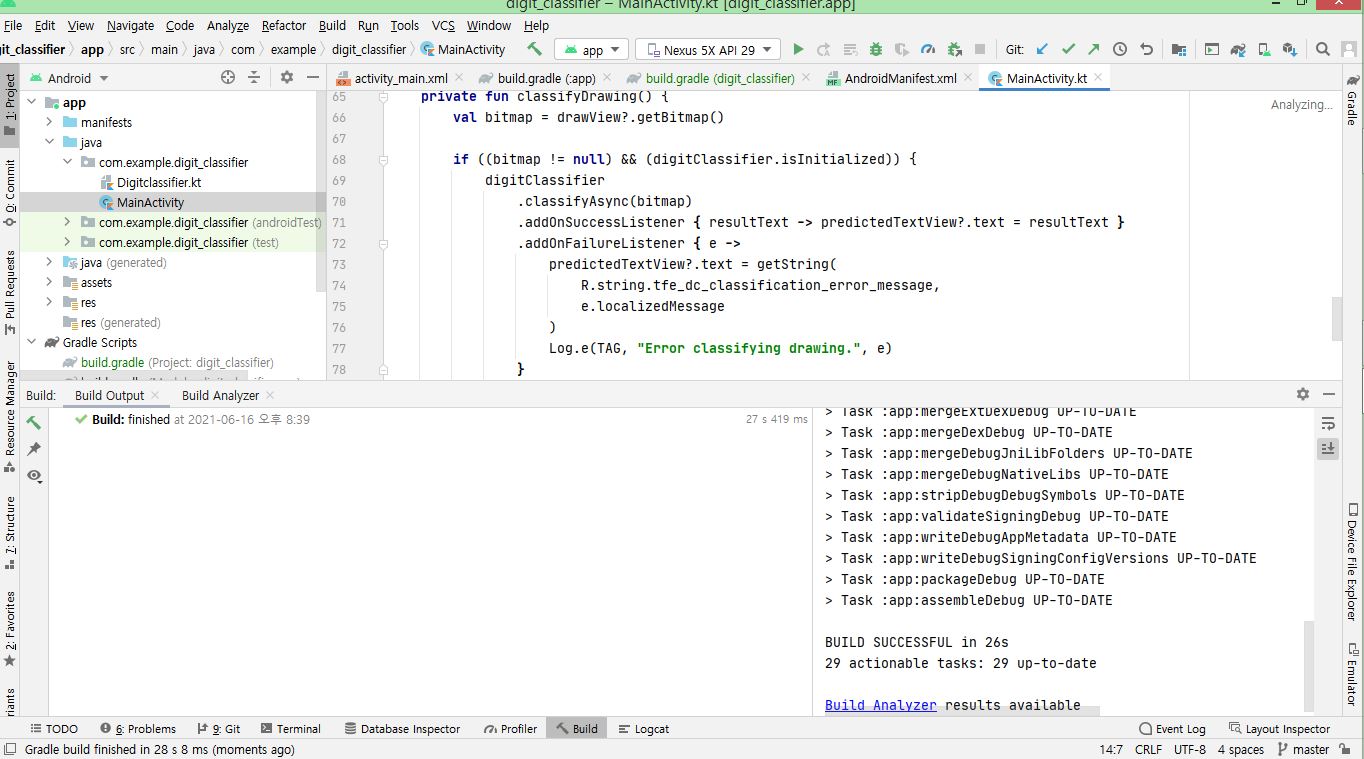 digit_classifier – MainActivity.kt [digit_classifier.app]
File Edit View Navigate Code Analyze Refactor Build Run Tools VCS Window Help
git_classifier app src main java com example digit_classifier MainActivity app Nexus 5X API 29 Git:
1: Project
0: Commit
Pull Requests
Resource Manager
7: Structure
2: Favorites
Android
app
manifests
java
com.example.digit_classifier
Digitclassifier.kt
MainActivity
com.example.digit_classifier (androidTest)
com.example.digit_classifier (test)
java (generated)
assets
res
res (generated)
Gradle Scripts
build.gradle (Project: digit_classifier)
activity_main.xml build.gradle (:app) build.gradle (digit_classifier) AndroidManifest.xml MainActivity.kt
Analyzing...
65 private fun classifyDrawing() {
66 val bitmap = drawView?.getBitmap()
67
68 if ((bitmap != null) && (digitClassifier.isInitialized)) {
69 digitClassifier
70 .classifyAsync(bitmap)
71 .addOnSuccessListener { resultText -> predictedTextView?.text = resultText }
72 .addOnFailureListener { e ->
73 predictedTextView?.text = getString(
74 R.string.tfe_dc_classification_error_message,
75 e.localizedMessage
76 )
77 Log.e(TAG, "Error classifying drawing.", e)
78 }
Gradle
Device File Explorer
Emulator
Build: Build Output Build Analyzer
Build: finished at 2021-06-16 오후 8:39 27 s 419 ms
> Task :app:mergeExtDexDebug UP-TO-DATE
> Task :app:mergeDexDebug UP-TO-DATE
> Task :app:mergeDebugJniLibFolders UP-TO-DATE
> Task :app:mergeDebugNativeLibs UP-TO-DATE
> Task :app:stripDebugDebugSymbols UP-TO-DATE
> Task :app:validateSigningDebug UP-TO-DATE
> Task :app:writeDebugAppMetadata UP-TO-DATE
> Task :app:writeDebugSigningConfigVersions UP-TO-DATE
> Task :app:packageDebug UP-TO-DATE
> Task :app:assembleDebug UP-TO-DATE
BUILD SUCCESSFUL in 26s
29 actionable tasks: 29 up-to-date
Build Analyzer results available
TODO 6: Problems 9: Git Terminal Database Inspector Profiler Build Logcat Event Log Layout Inspector
Gradle build finished in 28 s 8 ms (moments ago) 14:7 CRLF UTF-8 4 spaces master